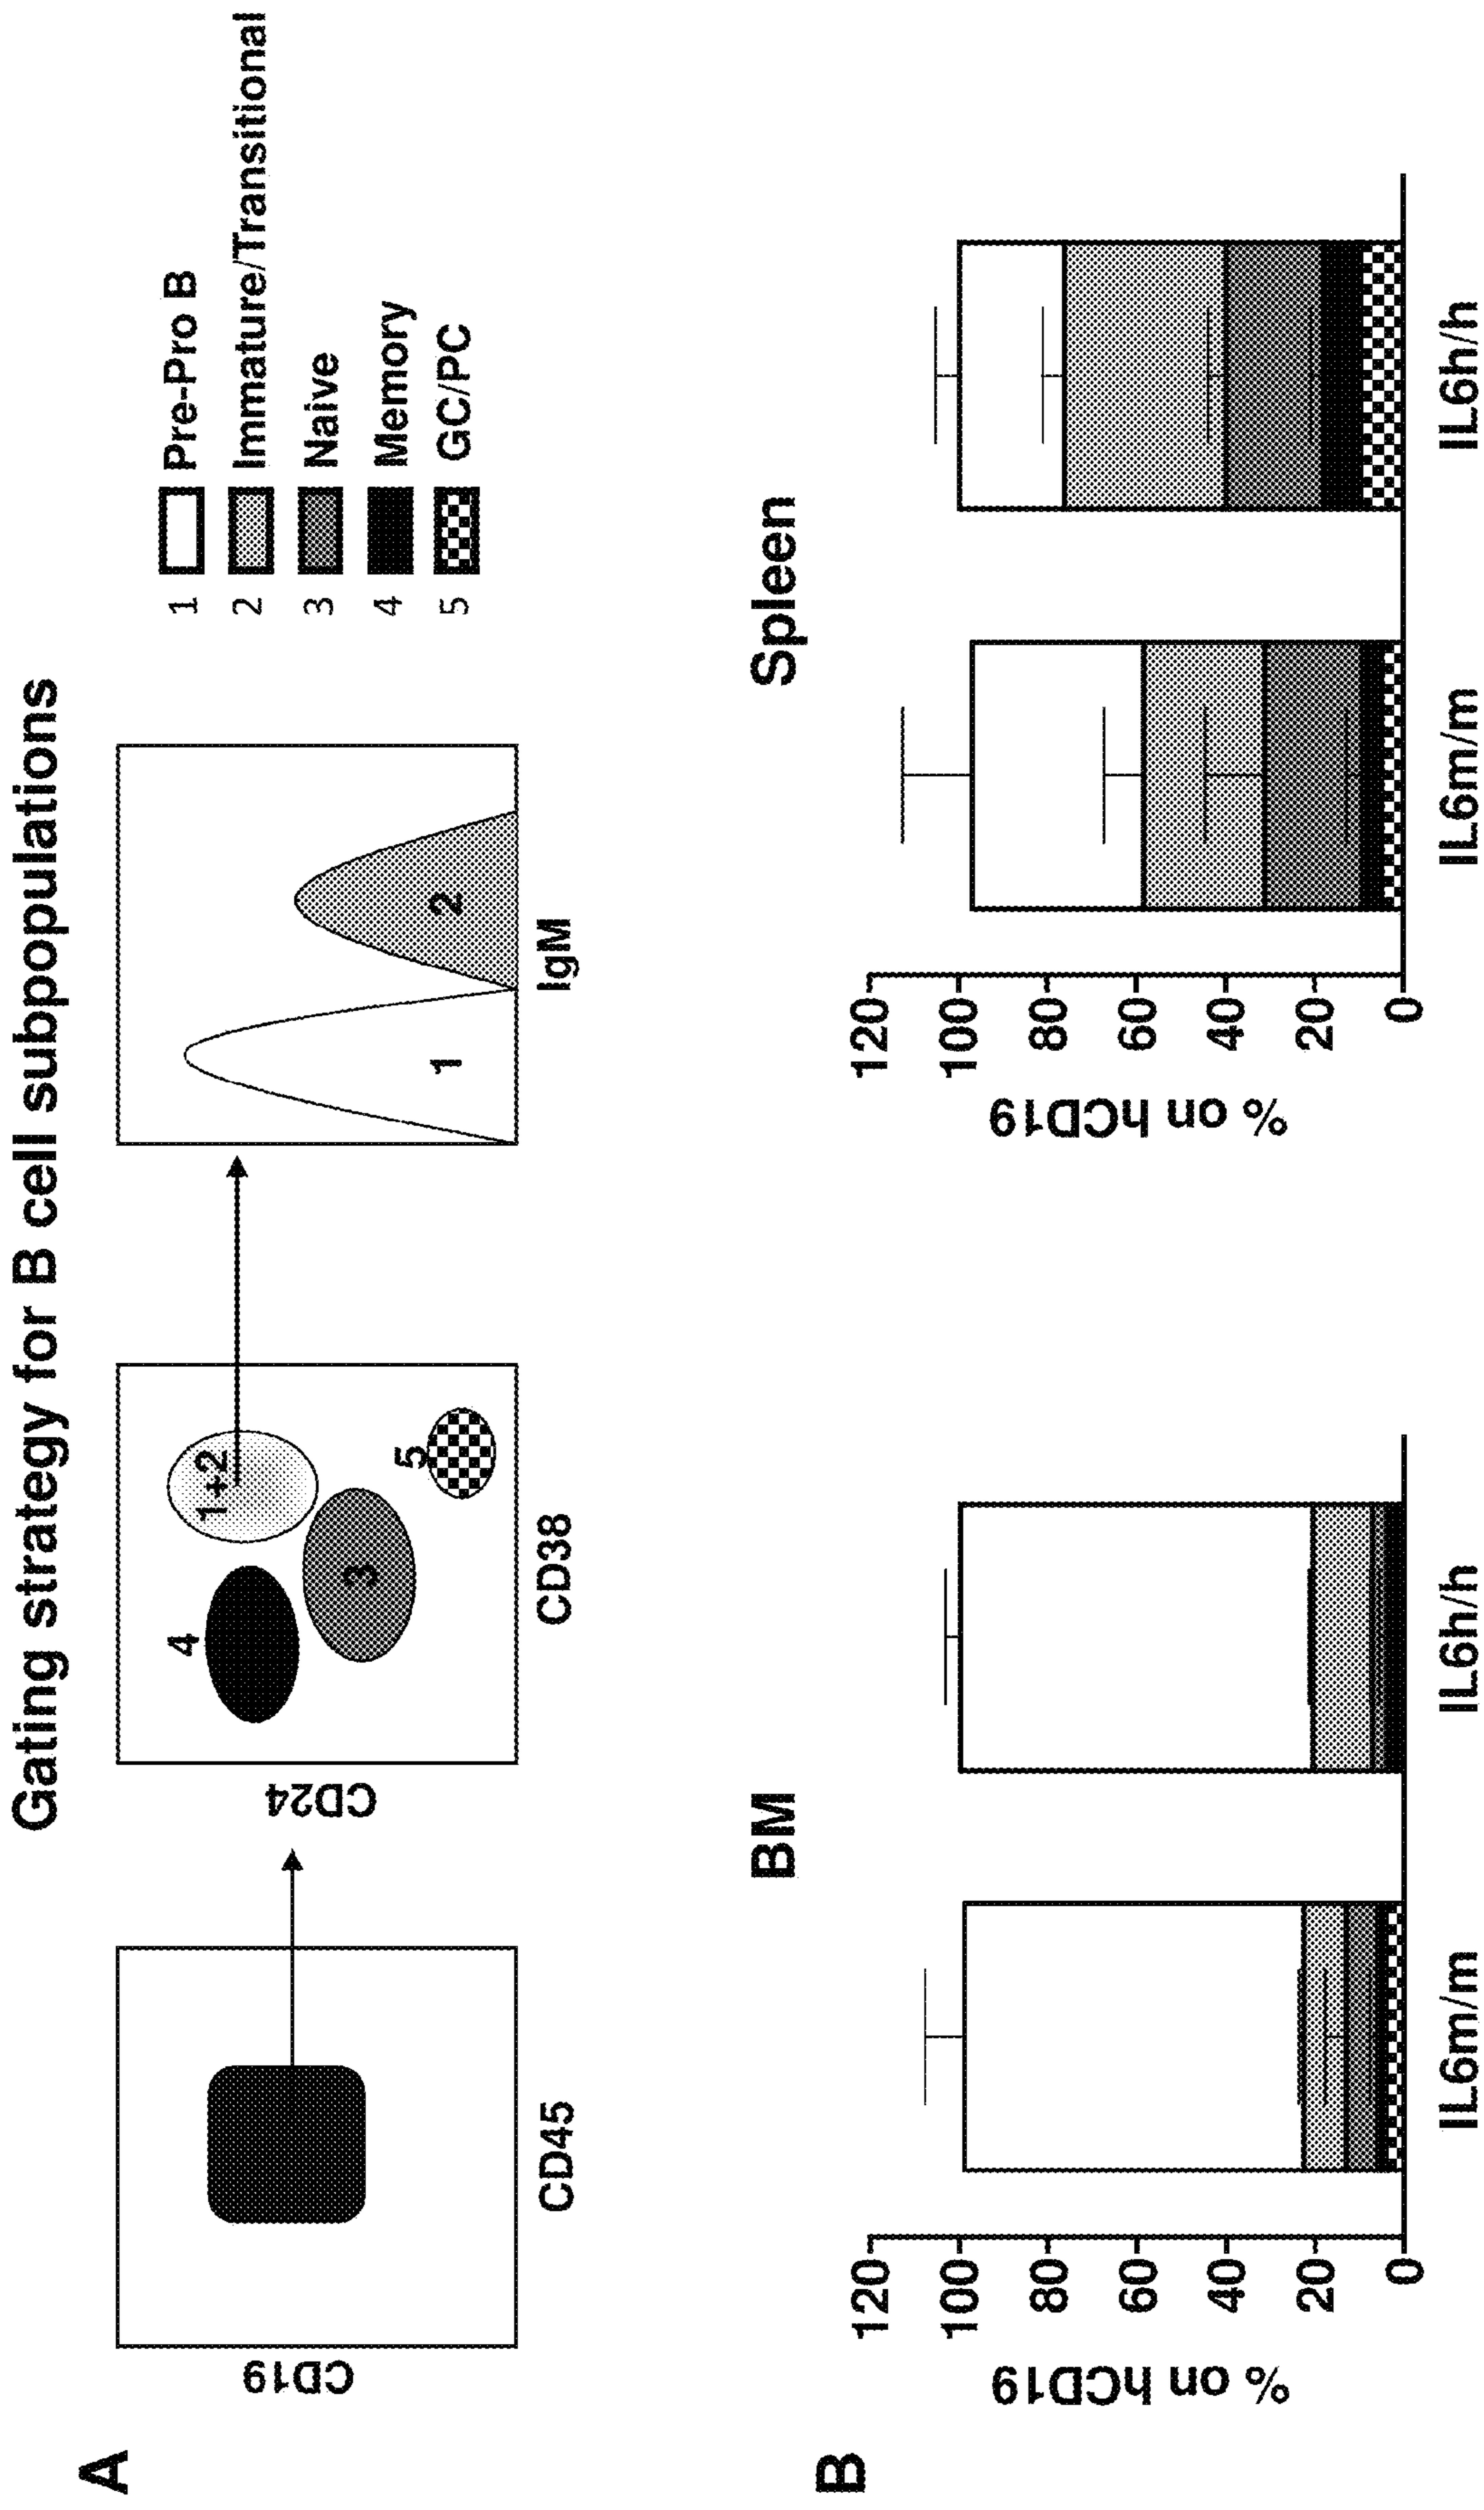 Gating strategy for B cell subpopulations
A
CD19
CD45
CD24
4
1+2
3
5
CD38
1
2
IgM
1 Pre-Pro B
2 Immature/Transitional
3 Naive
4 Memory
5 GC/PC
B
BM
% on hCD19
120
100
80
60
40
20
0
IL6m/m
IL6h/h
Spleen
% on hCD19
120
100
80
60
40
20
0
IL6m/m
IL6h/h